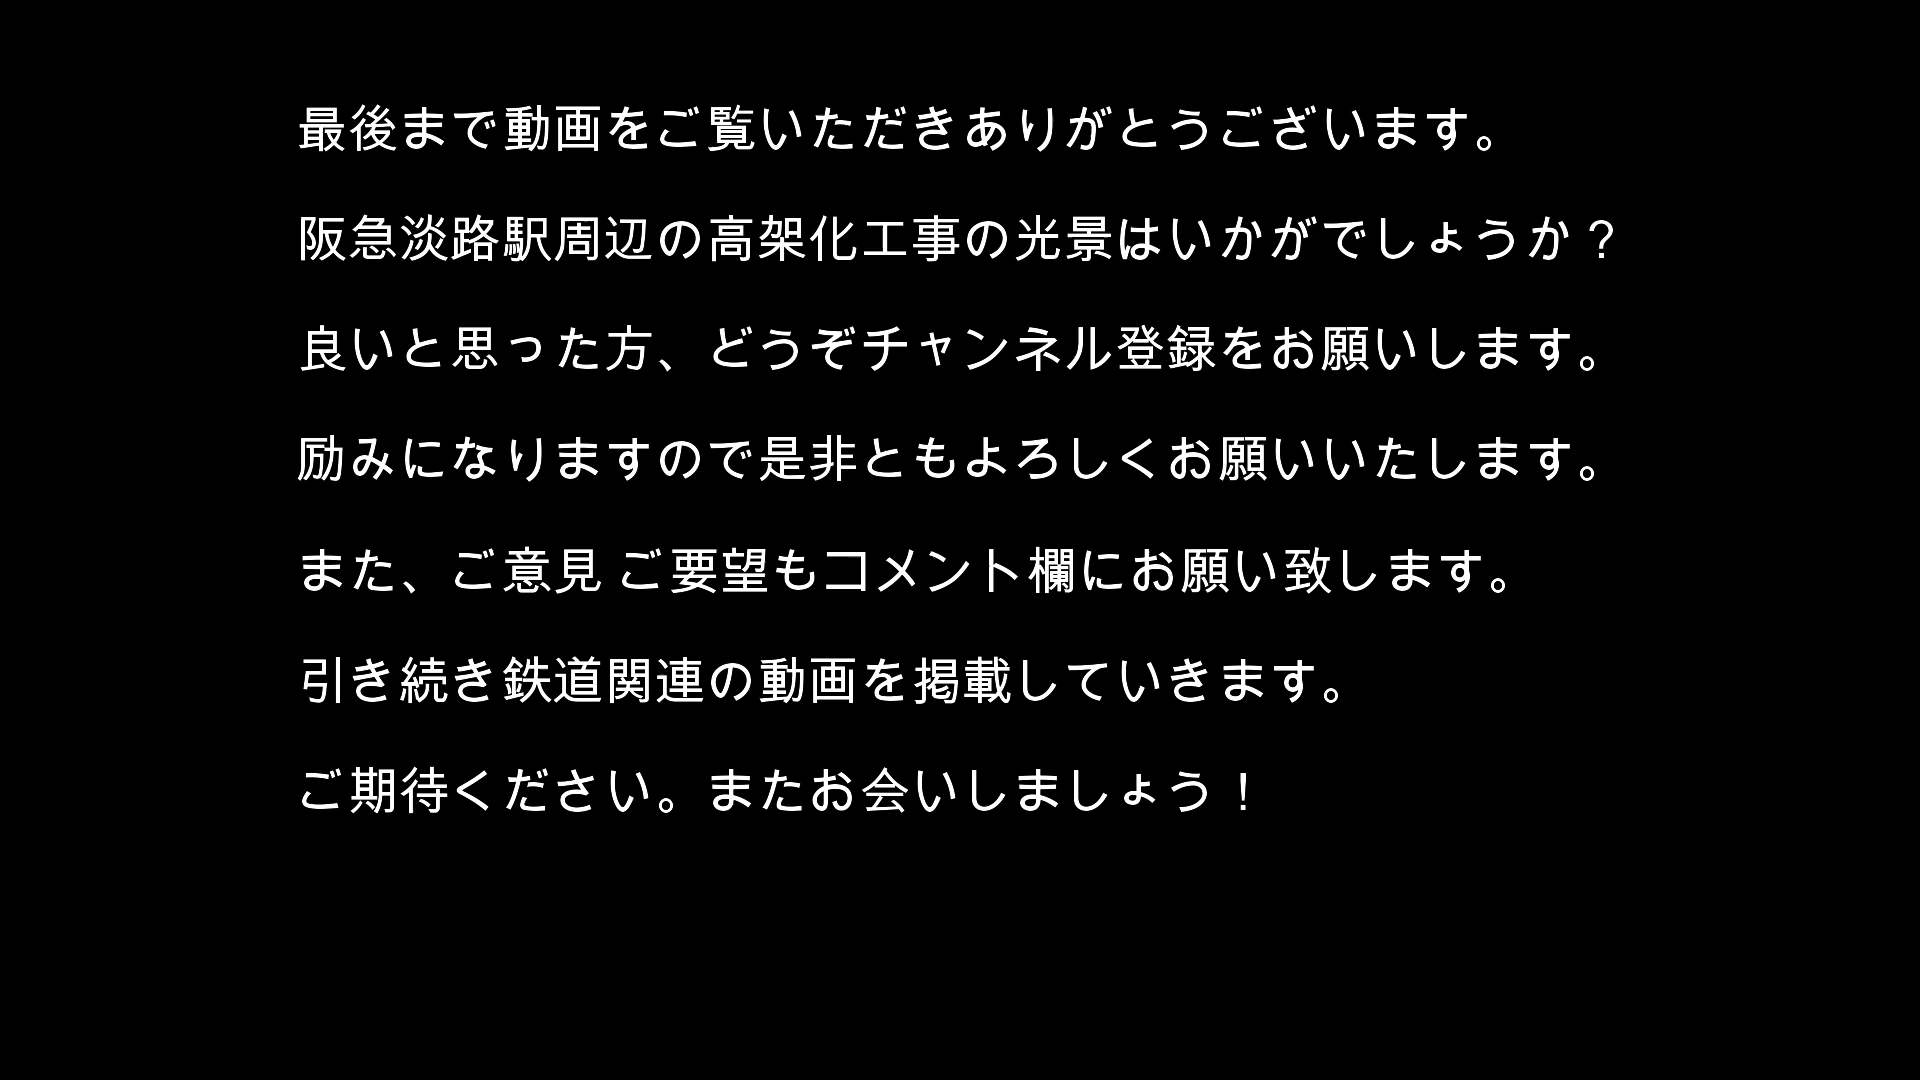 最後まで動画をご覧いただきありがとうございます。
阪急淡路駅周辺の高架化工事の光景はいかがでしょうか？
良いと思った方、どうぞチャンネル登録をお願いします。
励みになりますので是非ともよろしくお願いいたします。
また、ご意見 ご要望もコメント欄にお願い致します。
引き続き鉄道関連の動画を掲載していきます。
ご期待ください。またお会いしましょう！